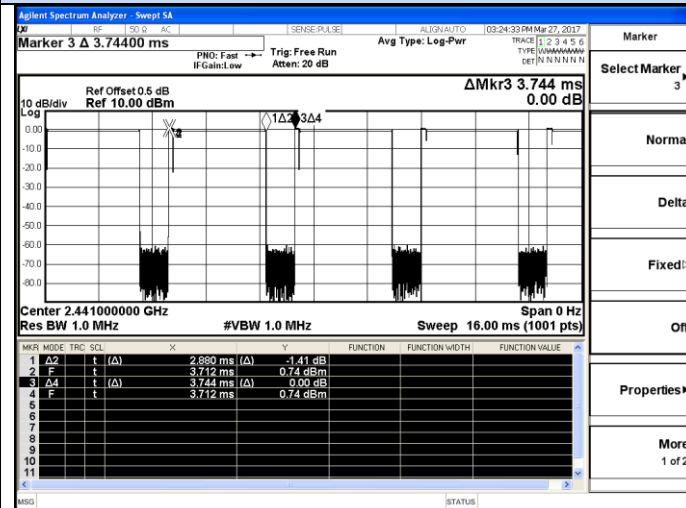 Agilent Spectrum Analyzer - Swept SA
LXI RF 50 Ω AC SENSE:PULSE ALIGNAUTO 03:24:33 PM Mar 27, 2017
Marker 3 Δ 3.74400 ms
PNO: Fast
IFGain:Low
Trig: Free Run
Atten: 20 dB
Avg Type: Log-Pwr
TRACE 1 2 3 4 5 6
TYPE
DET N N N N N N
Ref Offset 0.5 dB
10 dB/div Ref 10.00 dBm
Log
ΔMkr3 3.744 ms
0.00 dB
1Δ2 3Δ4
0.00
-10.0
-20.0
-30.0
-40.0
-50.0
-60.0
-70.0
-80.0
Center 2.441000000 GHz Span 0 Hz
Res BW 1.0 MHz #VBW 1.0 MHz Sweep 16.00 ms (1001 pts)
MKR MODE TRC SCL X Y FUNCTION FUNCTION WIDTH FUNCTION VALUE
1 Δ2 t (Δ) 2.880 ms (Δ) -1.41 dB
2 F t 3.712 ms 0.74 dBm
3 Δ4 t (Δ) 3.744 ms (Δ) 0.00 dB
4 F t 3.712 ms 0.74 dBm
5
6
7
8
9
10
11
MSG STATUS
Marker
Select Marker
3
Norma
Delta
Fixed
Off
Properties
More
1 of 2